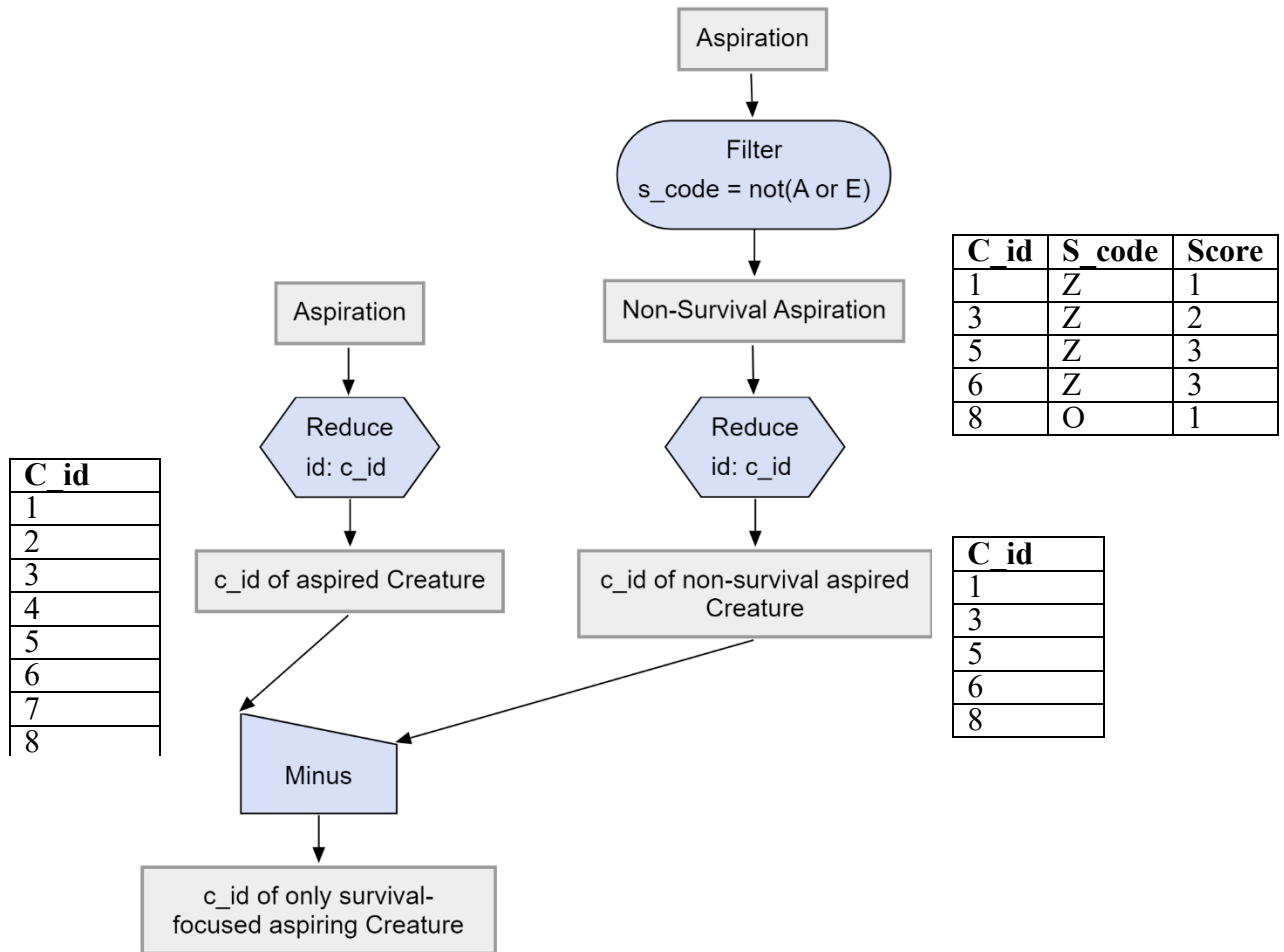 Aspiration
Filter
s_code = not(A or E)
C_id S_code Score
1 Z 1
3 Z 2
5 Z 3
6 Z 3
8 O 1
Aspiration
Non-Survival Aspiration
Reduce
id: c_id
Reduce
id: c_id
C_id
1
2
3
4
5
6
7
8
c_id of aspired Creature
c_id of non-survival aspired
Creature
C_id
1
3
5
6
8
Minus
c_id of only survival-
focused aspiring Creature